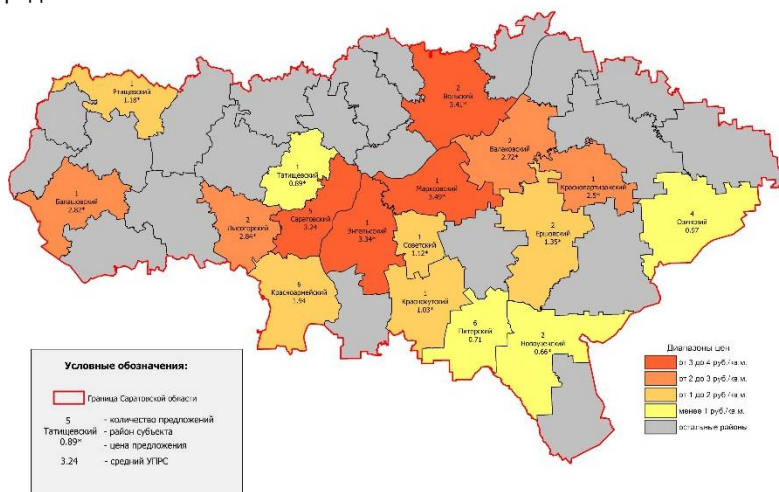 1
Ртищевский
1.18*
2
Вольский
3.41*
2
Балаковский
2.72*
1
Татищевский
0.89*
1
Марксовский
3.49*
1
Краснопартизанский
2.5*
1
Балашовский
2.82*
2
Лысогорский
2.84*
5
Саратовский
3.24
1
Энгельсский
3.34*
1
Советский
1.12*
2
Ершовский
1.35*
4
Озинский
0.97
6
Красноармейский
1.94
1
Краснокутский
1.03*
6
Питерский
0.71
2
Новоузенский
0.66*
Условные обозначения:
Граница Саратовской области
5 - количество предложений
Татищевский - район субъекта
0.89* - цена предложения
3.24 - средний УПРС
Диапазоны цен
от 3 до 4 руб./кв.м.
от 2 до 3 руб./кв.м.
от 1 до 2 руб./кв.м.
менее 1 руб./кв.м.
остальные районы